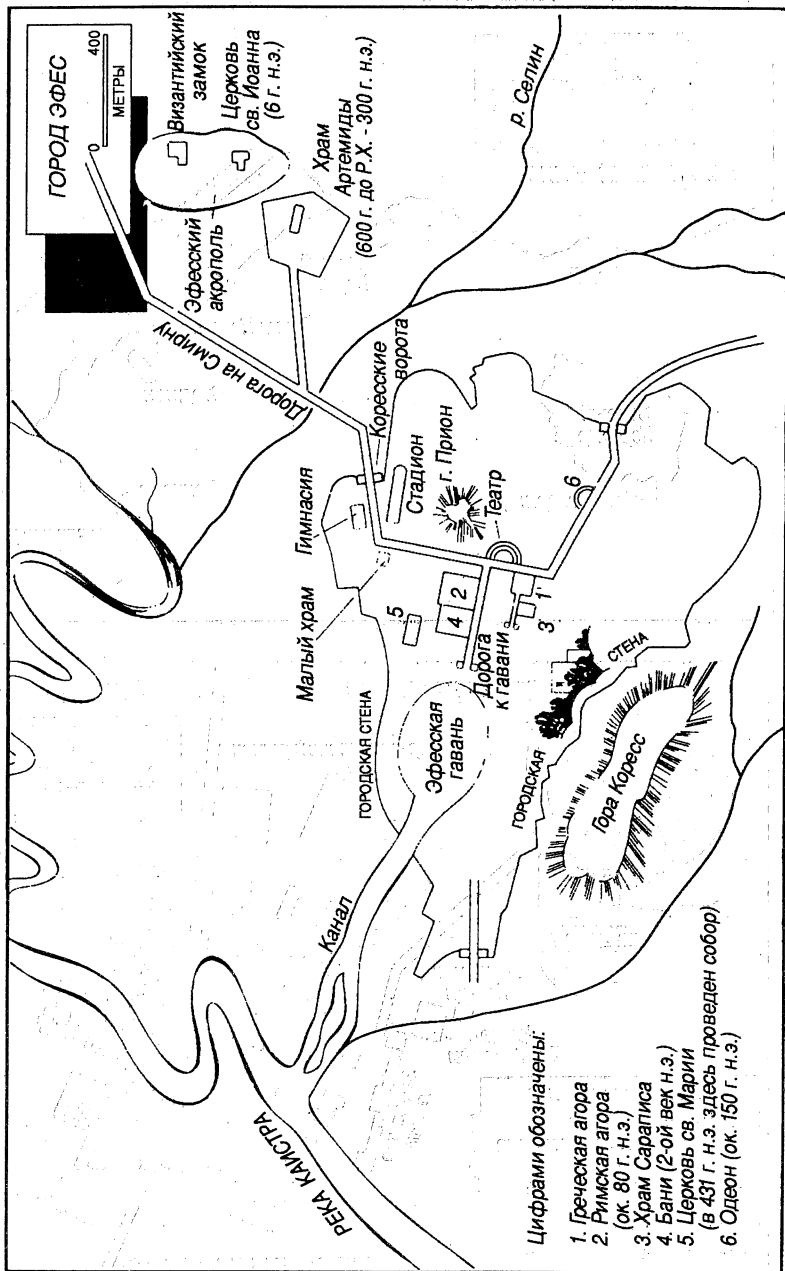 ГОРОД ЭФЕС
0 400
МЕТРЫ
Византийский
замок
Церковь
св. Иоанна
(6 г. н.э.)
Эфесский
акрополь
Храм
Артемиды
(600 г. до Р.Х. - 300 г. н.э.)
р. Селин
Дорога на Смирну
Коресские
ворота
Гимнасия
Стадион
г. Прион
Малый храм
Театр
6
5
4
2
1
3
ГОРОДСКАЯ СТЕНА
Дорога
к гавани
Эфесская
гавань
ГОРОДСКАЯ
СТЕНА
Гора Коресс
Канал
РЕКА КАИСТРА
Цифрами обозначены:
1. Греческая агора
2. Римская агора
(ок. 80 г. н.э.)
3. Храм Сараписа
4. Бани (2-ой век н.э.)
5. Церковь св. Марии
(в 431 г. н.э. здесь проведен собор)
6. Одеон (ок. 150 г. н.э.)